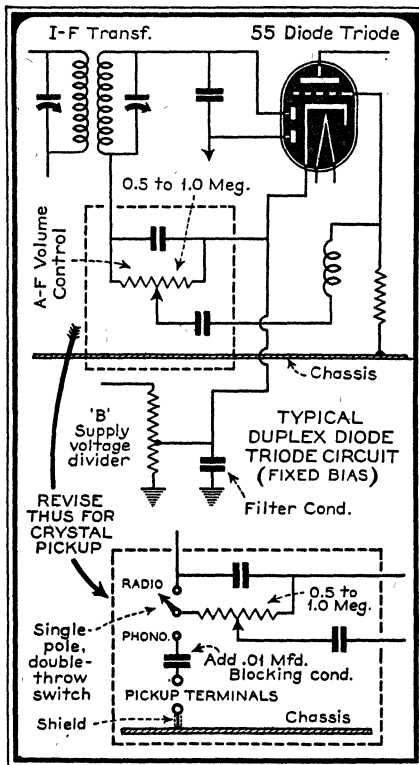 I-F Transf.
55 Diode Triode
0.5 to 1.0 Meg.
A-F Volume
Control
Chassis
'B'
Supply
voltage
divider
TYPICAL
DUPLEX DIODE
TRIODE CIRCUIT
(FIXED BIAS)
Filter Cond.
REVISE
THUS FOR
CRYSTAL
PICKUP
RADIO
0.5 to
1.0 Meg.
Single-
pole,
double-
throw
switch
PHONO.
Add .01 Mfd.
Blocking cond.
PICKUP TERMINALS
Shield
Chassis